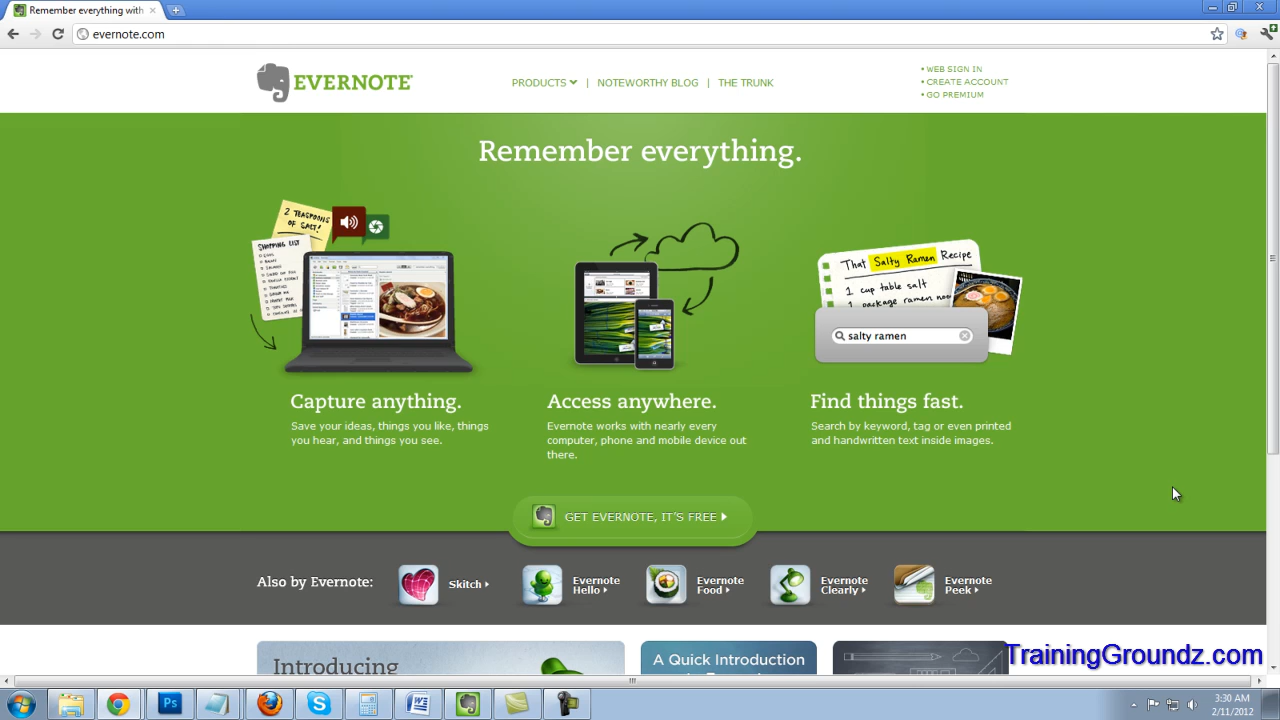 Remember everything with
evernote.com
EVERNOTE
PRODUCTS | NOTEWORTHY BLOG | THE TRUNK
• WEB SIGN IN
• CREATE ACCOUNT
• GO PREMIUM
Remember everything.
2 TEASPOONS
OF SALT!
SHOPPING LIST
That Salty Ramen Recipe
1 cup table salt
1 package ramen noo
salty ramen
Capture anything.
Save your ideas, things you like, things
you hear, and things you see.
Access anywhere.
Evernote works with nearly every
computer, phone and mobile device out
there.
Find things fast.
Search by keyword, tag or even printed
and handwritten text inside images.
GET EVERNOTE, IT'S FREE
Also by Evernote:
Skitch
Evernote
Hello
Evernote
Food
Evernote
Clearly
Evernote
Peek
Introducing
A Quick Introduction
TrainingGroundz.com
Ps
3:30 AM
2/11/2012